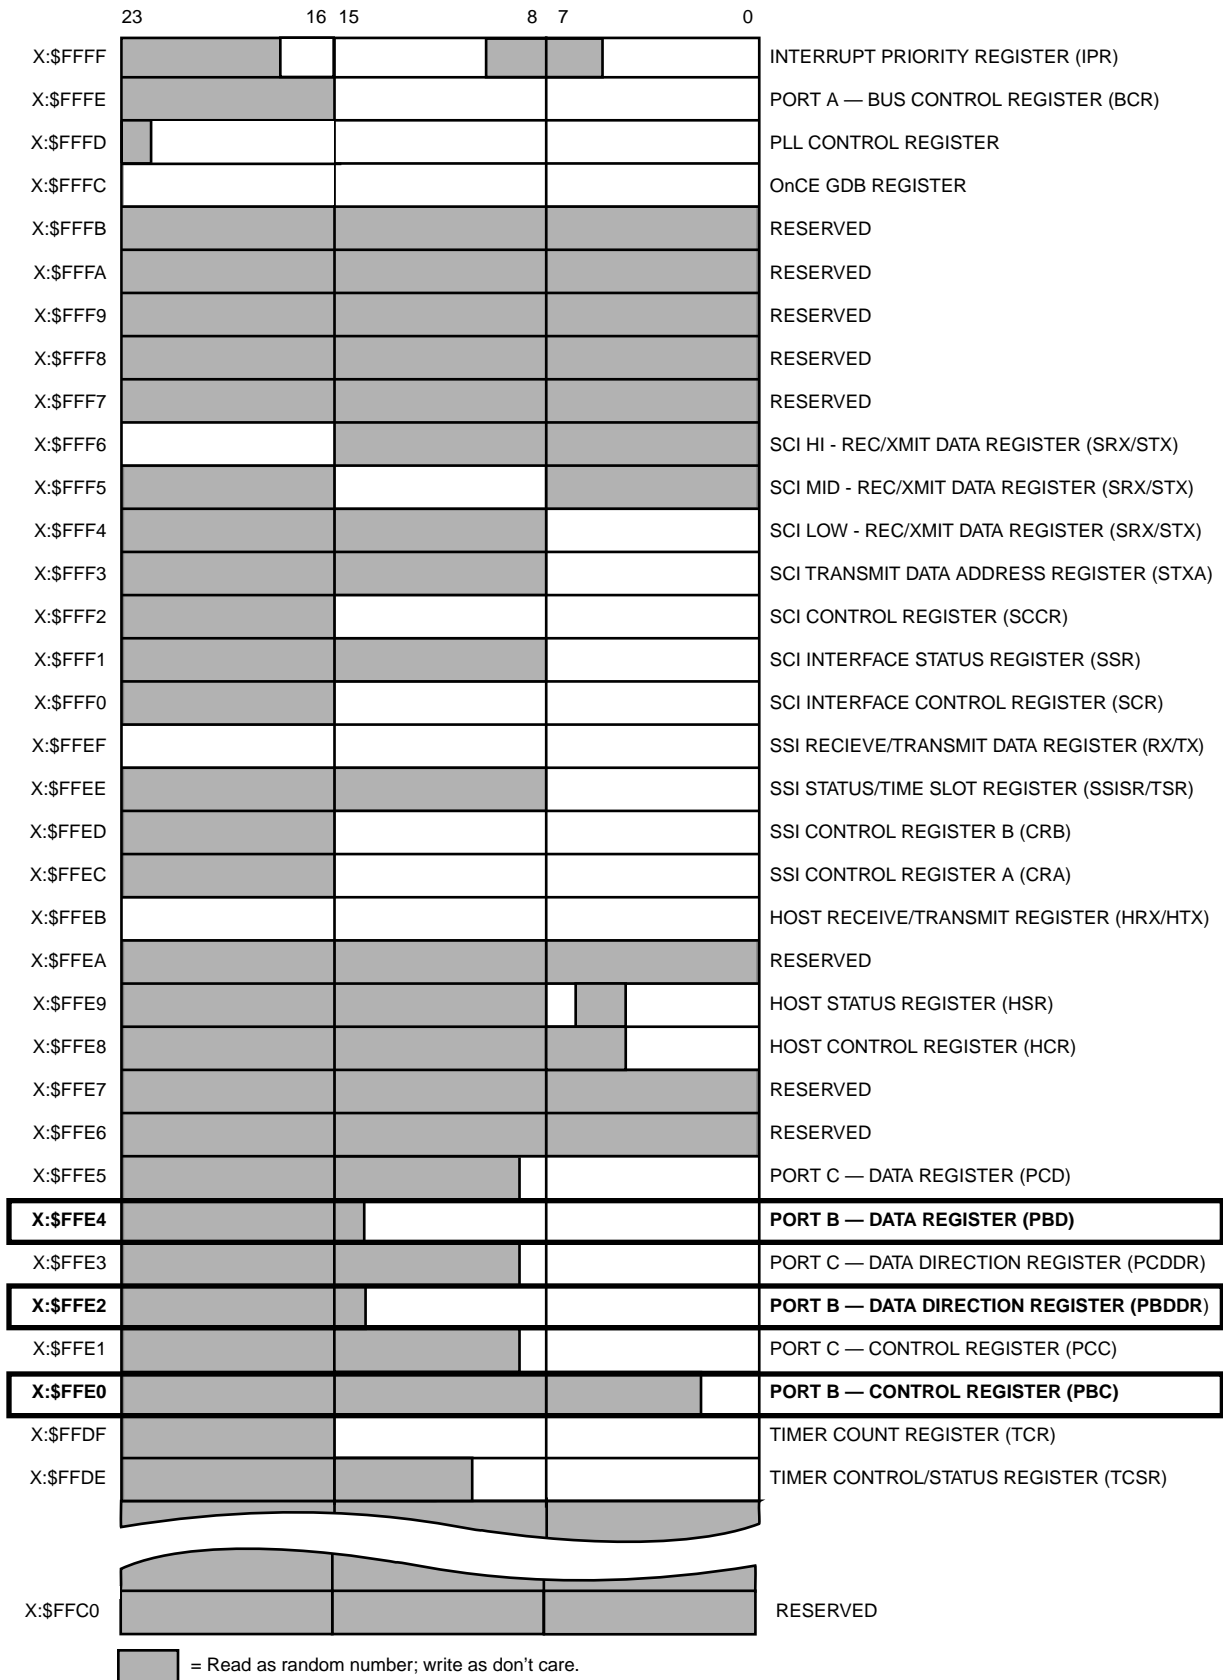 23 16 15 8 7 0
X:$FFFF INTERRUPT PRIORITY REGISTER (IPR)
X:$FFFE PORT A — BUS CONTROL REGISTER (BCR)
X:$FFFD PLL CONTROL REGISTER
X:$FFFC OnCE GDB REGISTER
X:$FFFB RESERVED
X:$FFFA RESERVED
X:$FFF9 RESERVED
X:$FFF8 RESERVED
X:$FFF7 RESERVED
X:$FFF6 SCI HI - REC/XMIT DATA REGISTER (SRX/STX)
X:$FFF5 SCI MID - REC/XMIT DATA REGISTER (SRX/STX)
X:$FFF4 SCI LOW - REC/XMIT DATA REGISTER (SRX/STX)
X:$FFF3 SCI TRANSMIT DATA ADDRESS REGISTER (STXA)
X:$FFF2 SCI CONTROL REGISTER (SCCR)
X:$FFF1 SCI INTERFACE STATUS REGISTER (SSR)
X:$FFF0 SCI INTERFACE CONTROL REGISTER (SCR)
X:$FFEF SSI RECIEVE/TRANSMIT DATA REGISTER (RX/TX)
X:$FFEE SSI STATUS/TIME SLOT REGISTER (SSISR/TSR)
X:$FFED SSI CONTROL REGISTER B (CRB)
X:$FFEC SSI CONTROL REGISTER A (CRA)
X:$FFEB HOST RECEIVE/TRANSMIT REGISTER (HRX/HTX)
X:$FFEA RESERVED
X:$FFE9 HOST STATUS REGISTER (HSR)
X:$FFE8 HOST CONTROL REGISTER (HCR)
X:$FFE7 RESERVED
X:$FFE6 RESERVED
X:$FFE5 PORT C — DATA REGISTER (PCD)
X:$FFE4 PORT B — DATA REGISTER (PBD)
X:$FFE3 PORT C — DATA DIRECTION REGISTER (PCDDR)
X:$FFE2 PORT B — DATA DIRECTION REGISTER (PBDDR)
X:$FFE1 PORT C — CONTROL REGISTER (PCC)
X:$FFE0 PORT B — CONTROL REGISTER (PBC)
X:$FFDF TIMER COUNT REGISTER (TCR)
X:$FFDE TIMER CONTROL/STATUS REGISTER (TCSR)
X:$FFC0 RESERVED
= Read as random number; write as don’t care.